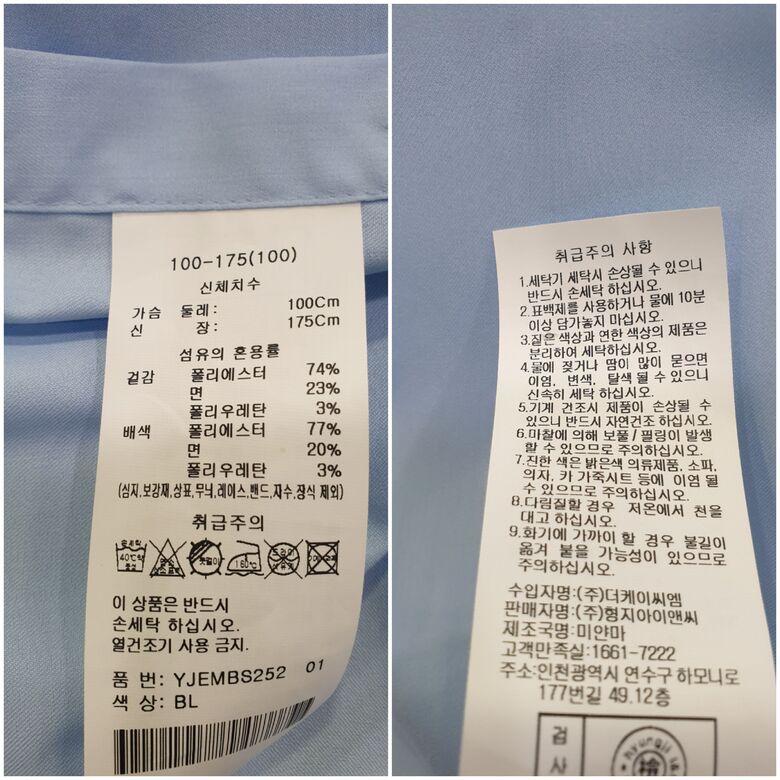 100-175(100)
신체치수
가슴 둘레: 100Cm
신 장: 175Cm
섬유의 혼용률
겉감 폴리에스터 74%
면 23%
폴리우레탄 3%
배색 폴리에스터 77%
면 20%
폴리우레탄 3%
(심지,보강재,상표,무늬,레이스,밴드,자수,장식 제외)
취급주의
40℃
160℃
이 상품은 반드시
손세탁 하십시오.
열건조기 사용 금지.
품 번: YJEMBS252 01
색 상: BL
취급주의 사항
1.세탁기 세탁시 손상될 수 있으니
반드시 손세탁 하십시오.
2.표백제를 사용하거나 물에 10분
이상 담가놓지 마십시오.
3.짙은 색상과 연한 색상의 제품은
분리하여 세탁하십시오.
4.물에 젖거나 땀이 많이 묻으면
이염, 변색, 탈색 될 수 있으니
신속히 세탁 하십시오.
5.기계 건조시 제품이 손상될 수
있으니 반드시 자연건조 하십시오.
6.마찰에 의해 보풀/필링이 발생
할 수 있으므로 주의하십시오.
7.진한 색은 밝은색 의류제품, 소파,
의자, 카 가죽시트 등에 이염 될
수 있으므로 주의하십시오.
8.다림질할 경우 저온에서 천을
대고 하십시오.
9.화기에 가까이 할 경우 불길이
옮겨 붙을 가능성이 있으므로
주의하십시오.
수입자명:(주)더케이씨엠
판매자명:(주)형지아이앤씨
제조국명:미얀마
고객만족실:1661-7222
주소:인천광역시 연수구 하모니로
177번길 49.12층
검
사
hyungji i&
檢